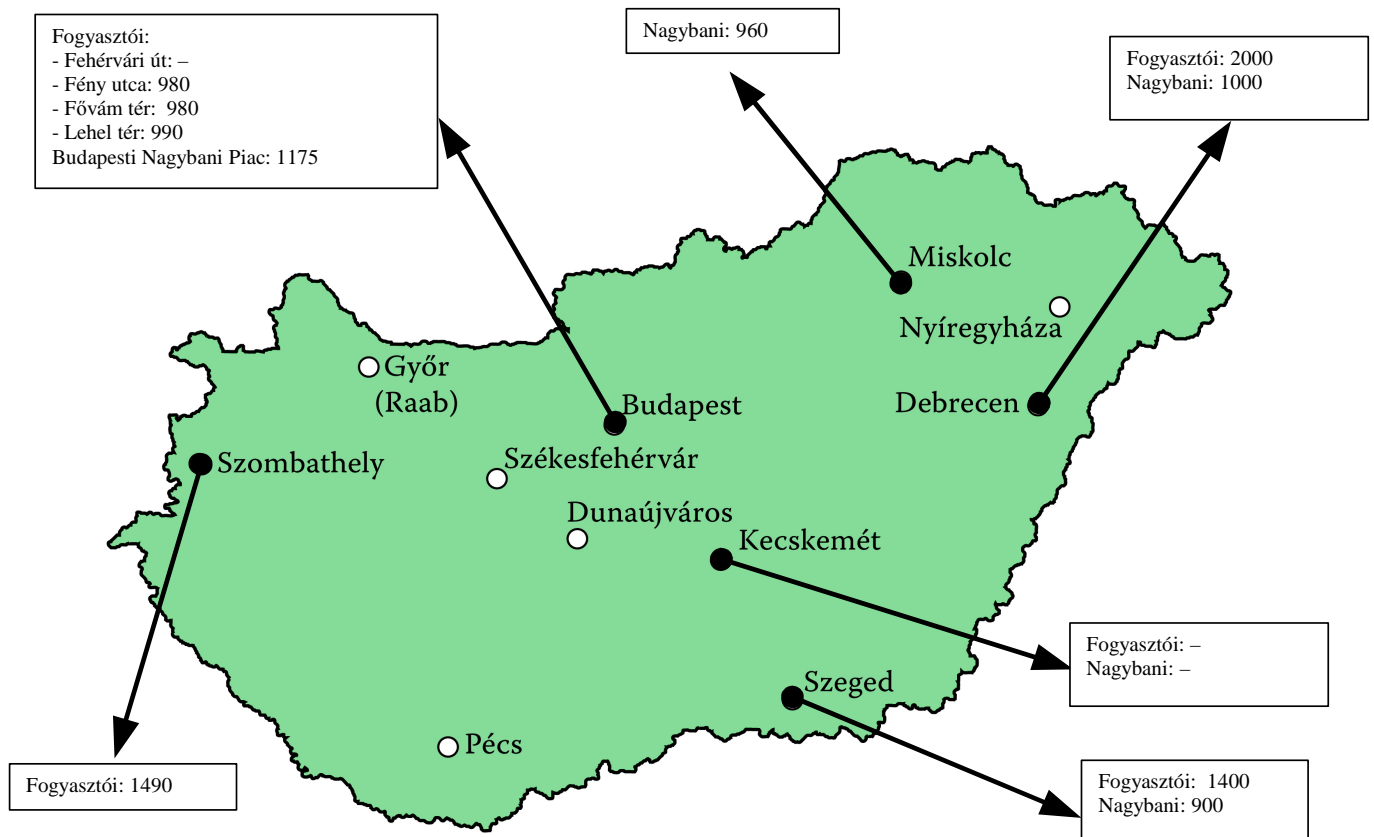 Fogyasztói:
- Fehérvári út: –
- Fény utca: 980
- Fővám tér:  980
- Lehel tér: 990
Budapesti Nagybani Piac: 1175
Nagybani: 960
Fogyasztói: 2000
Nagybani: 1000
Miskolc
Nyíregyháza
Győr
(Raab)
Budapest
Debrecen
Szombathely
Székesfehérvár
Dunaújváros
Kecskemét
Fogyasztói: –
Nagybani: –
Szeged
Pécs
Fogyasztói: 1490
Fogyasztói:  1400
Nagybani: 900